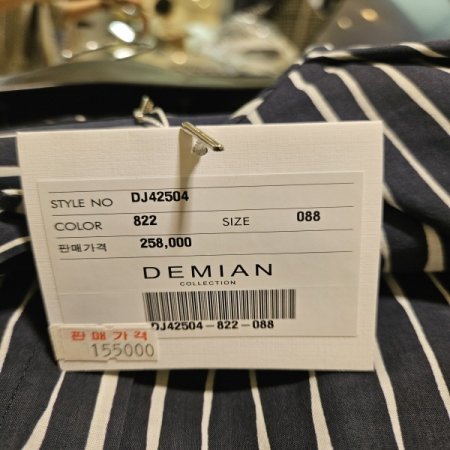 STYLE NO DJ42504
COLOR 822 SIZE 088
판매가격 258,000
DEMIAN
COLLECTION
DJ42504-822-088
판매가격
155000